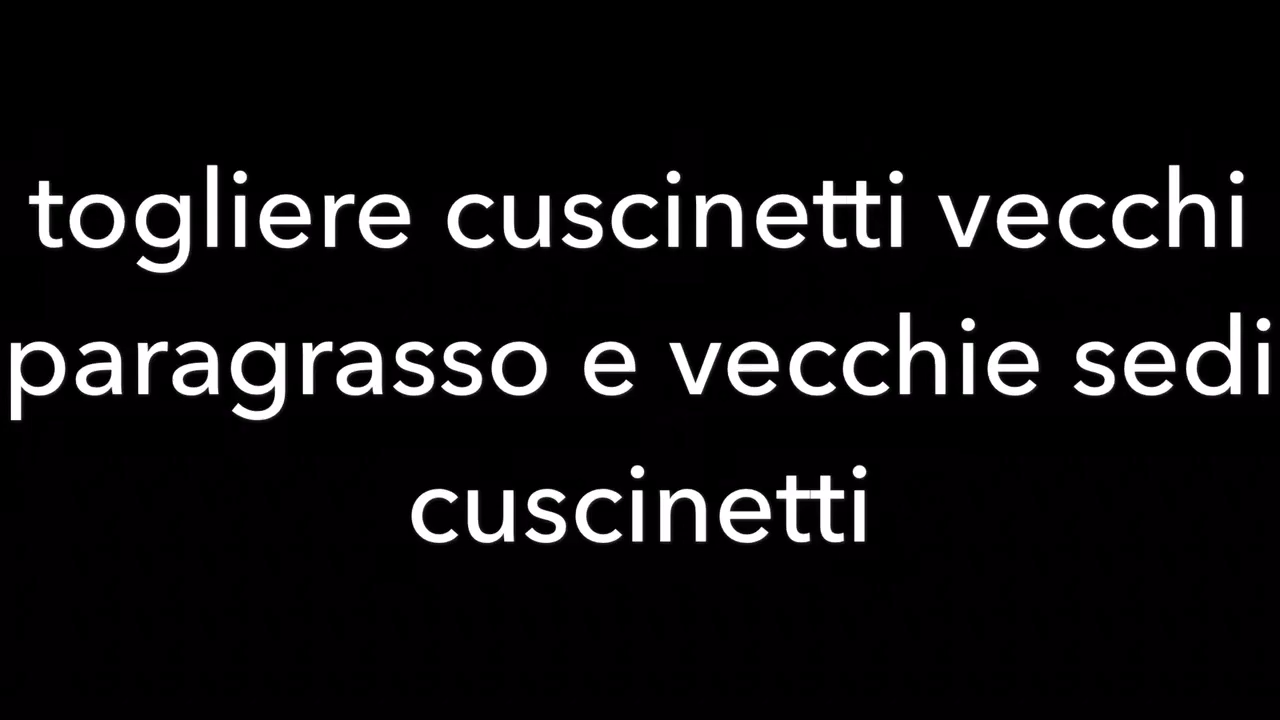 togliere cuscinetti vecchi
paragrasso e vecchie sedi
cuscinetti